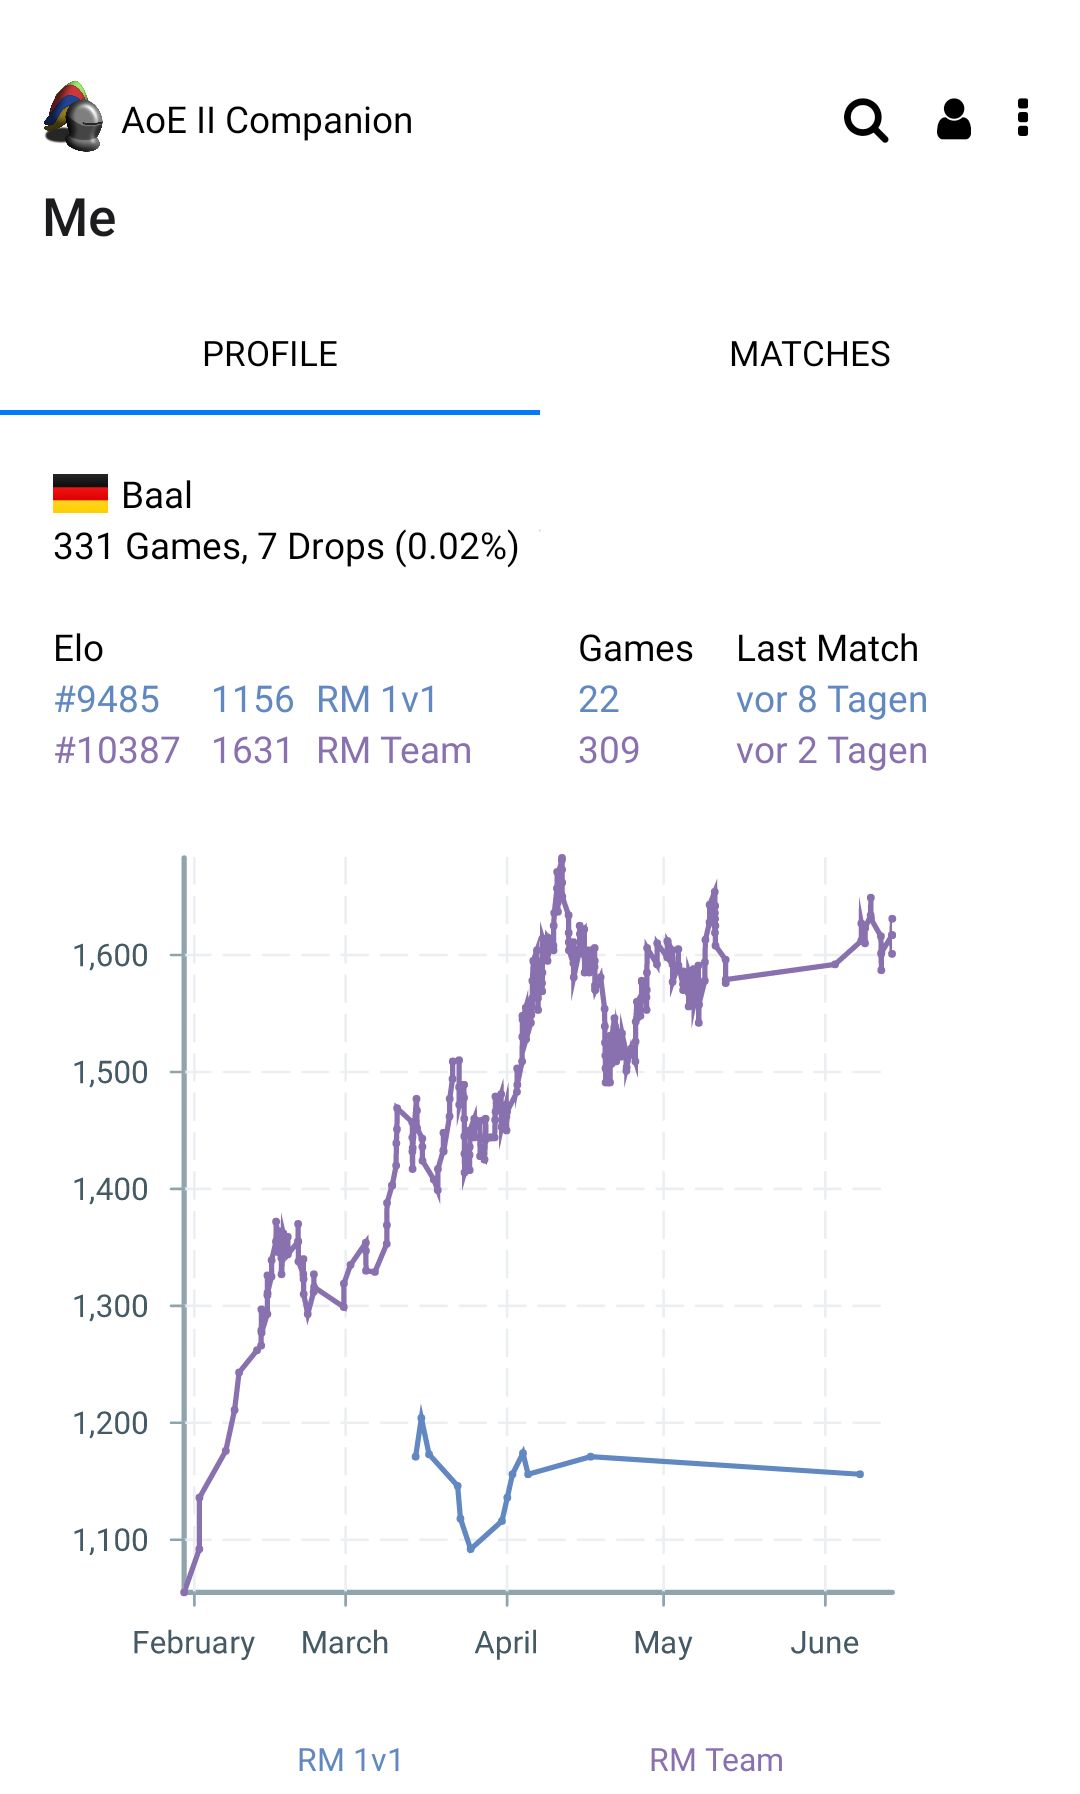 AoE II Companion
Me
PROFILE MATCHES
Baal
331 Games, 7 Drops (0.02%)
Elo Games Last Match
#9485 1156 RM 1v1 22 vor 8 Tagen
#10387 1631 RM Team 309 vor 2 Tagen
1,600
1,500
1,400
1,300
1,200
1,100
February March April May June
RM 1v1 RM Team